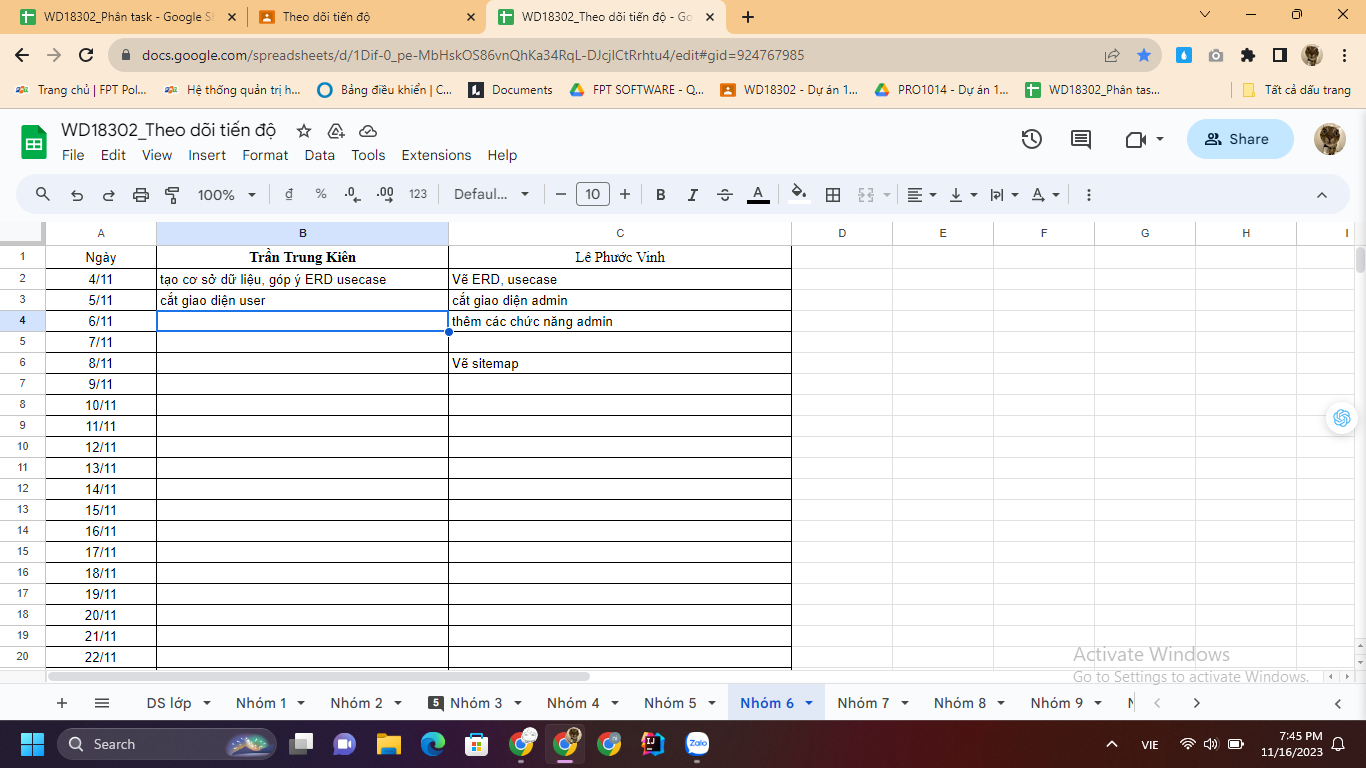 WD18302_Phân task - Google S
Theo dõi tiến độ
WD18302_Theo dõi tiến độ - Go
docs.google.com/spreadsheets/d/1Dif-0_pe-MbHskOS86vnQhKa34RqL-DJcjlCtRrhtu4/edit#gid=924767985
Trang chủ | FPT Pol...
Hệ thống quản trị h...
Bảng điều khiển | C...
Documents
FPT SOFTWARE - Q...
WD18302 - Dự án 1...
PRO1014 - Dự án 1...
WD18302_Phân tas...
Tất cả dấu trang
WD18302_Theo dõi tiến độ
File Edit View Insert Format Data Tools Extensions Help
Share
100% đ % .0 .00 123 Defaul... 10 B I S A
A B C D E F G H I
1 Ngày Trần Trung Kiên Lê Phước Vinh
2 4/11 tạo cơ sở dữ liệu, góp ý ERD usecase Vẽ ERD, usecase
3 5/11 cắt giao diện user cắt giao diện admin
4 6/11 thêm các chức năng admin
5 7/11
6 8/11 Vẽ sitemap
7 9/11
8 10/11
9 11/11
10 12/11
11 13/11
12 14/11
13 15/11
14 16/11
15 17/11
16 18/11
17 19/11
18 20/11
19 21/11
20 22/11
Activate Windows
Go to Settings to activate Windows.
DS lớp Nhóm 1 Nhóm 2 5 Nhóm 3 Nhóm 4 Nhóm 5 Nhóm 6 Nhóm 7 Nhóm 8 Nhóm 9
Search
Zalo
VIE
7:45 PM
11/16/2023